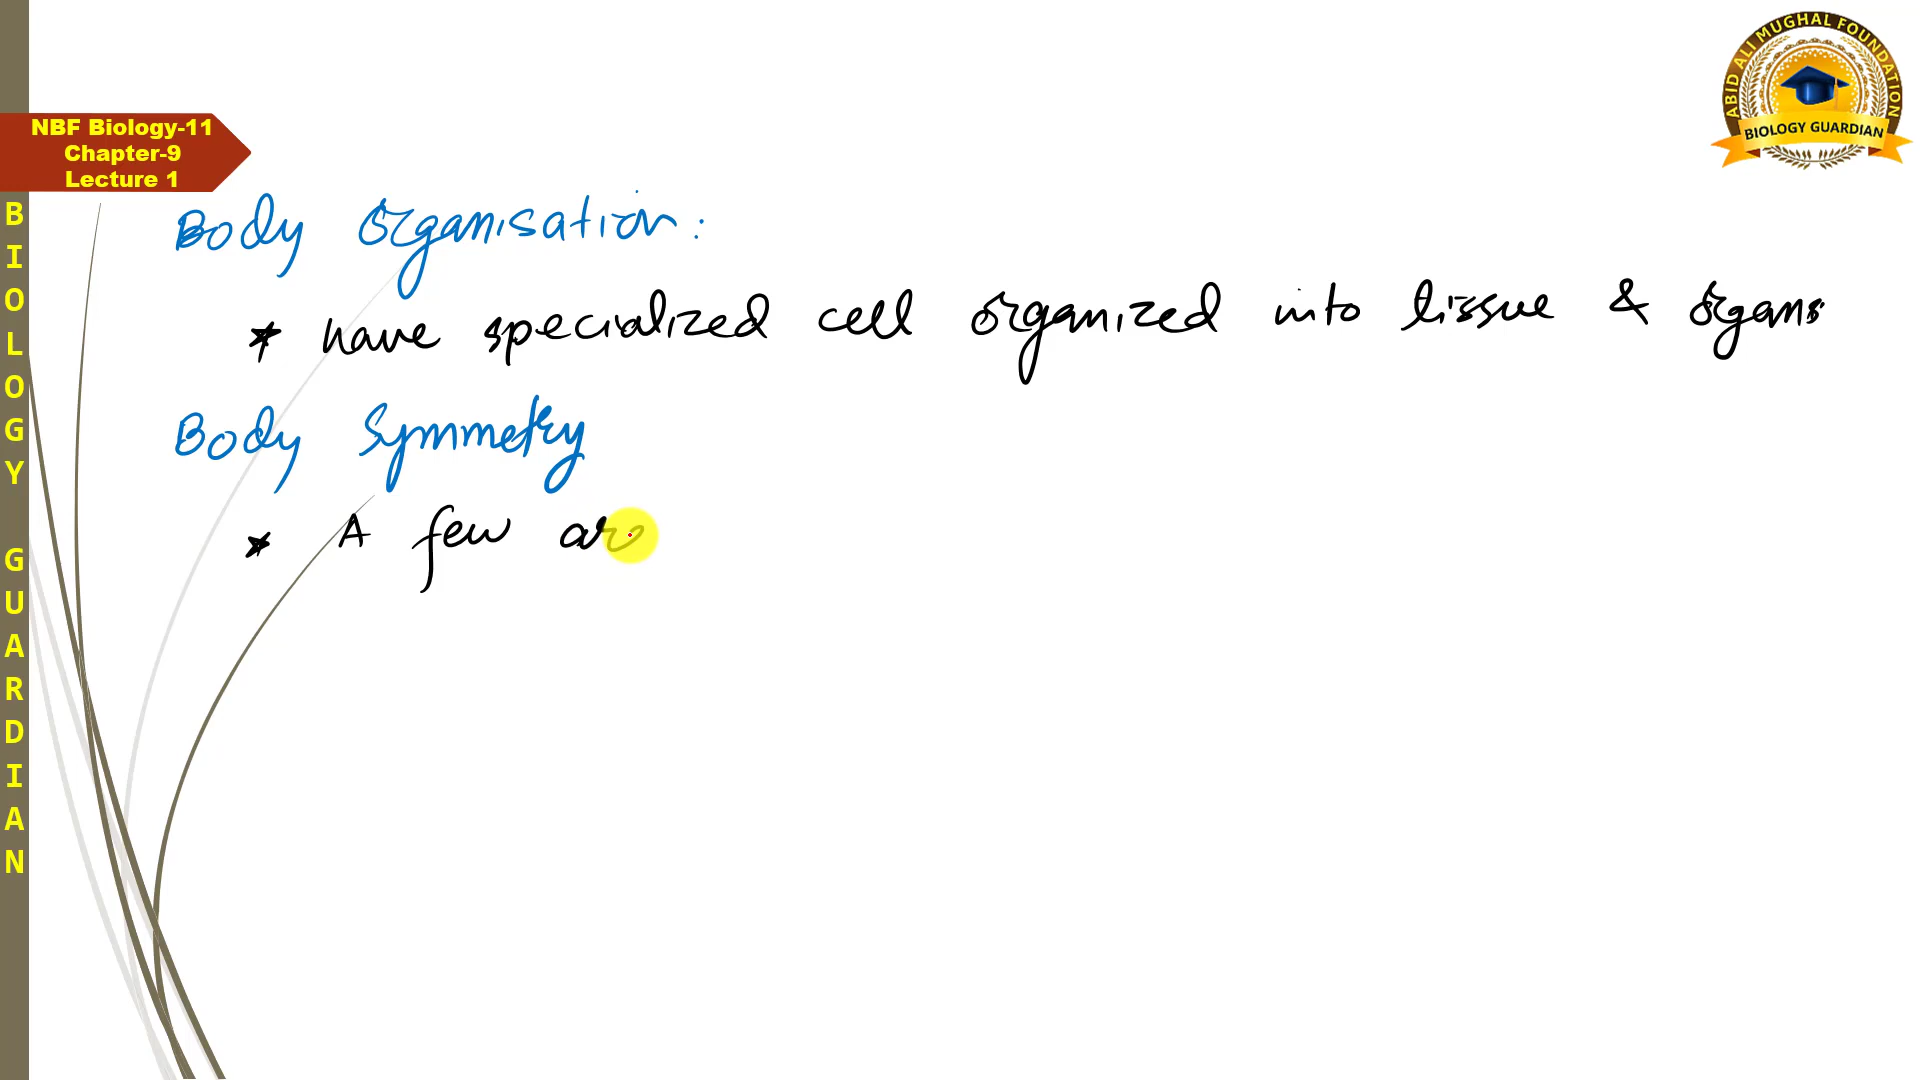 ABID ALI MUGHAL FOUNDATION
BIOLOGY GUARDIAN
NBF Biology-11
Chapter-9
Lecture 1
BIOLOGY GUARDIAN
Body Organisation:
* have specialized cell organized into tissue & organs
Body Symmetry
* A few are